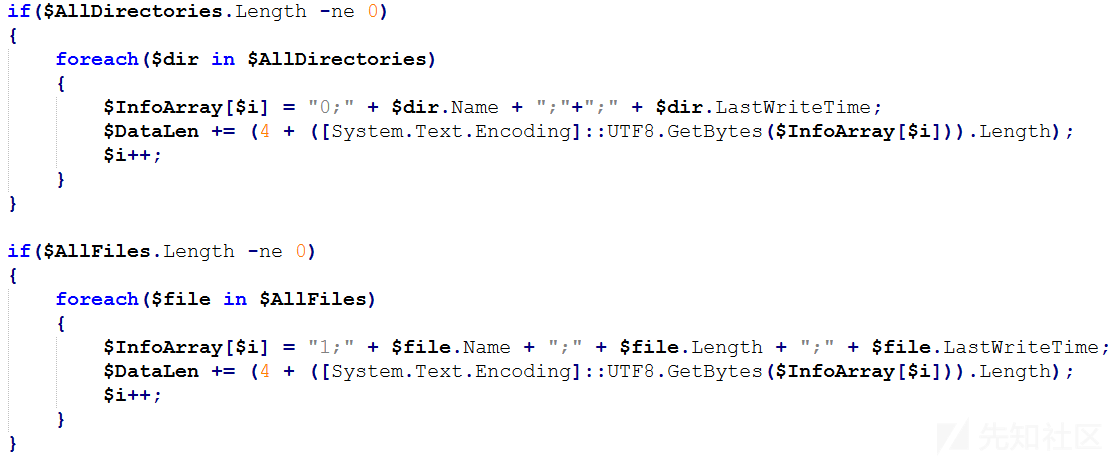 if($AllDirectories.Length -ne 0)
{
    foreach($dir in $AllDirectories)
    {
        $InfoArray[$i] = "0;" + $dir.Name + ";"+";" + $dir.LastWriteTime;
        $DataLen += (4 + ([System.Text.Encoding]::UTF8.GetBytes($InfoArray[$i])).Length);
        $i++;
    }
}
if($AllFiles.Length -ne 0)
{
    foreach($file in $AllFiles)
    {
        $InfoArray[$i] = "1;" + $file.Name + ";" + $file.Length + ";" + $file.LastWriteTime;
        $DataLen += (4 + ([System.Text.Encoding]::UTF8.GetBytes($InfoArray[$i])).Length);
        $i++;
    }
}
先知社区